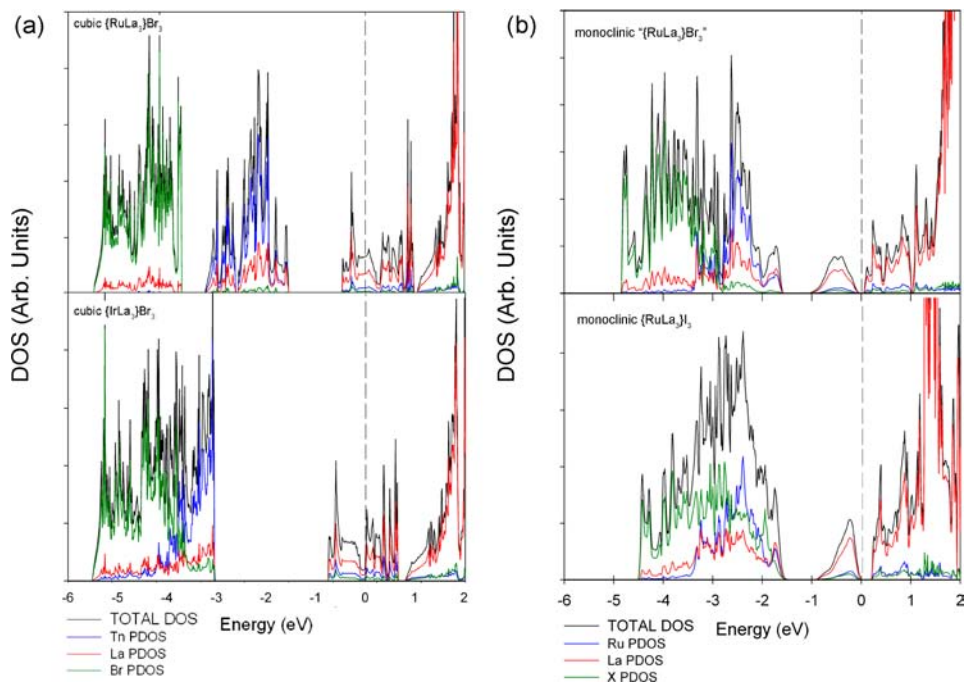 (a)
cubic {RuLa₃}Br₃
DOS (Arb. Units)
cubic {IrLa₃}Br₃
-6 -5 -4 -3 -2 -1 0 1 2
Energy (eV)
TOTAL DOS
Tn PDOS
La PDOS
Br PDOS
(b)
monoclinic "{RuLa₃}Br₃"
DOS (Arb. Units)
monoclinic {RuLa₃}I₃
-6 -5 -4 -3 -2 -1 0 1 2
Energy (eV)
TOTAL DOS
Ru PDOS
La PDOS
X PDOS